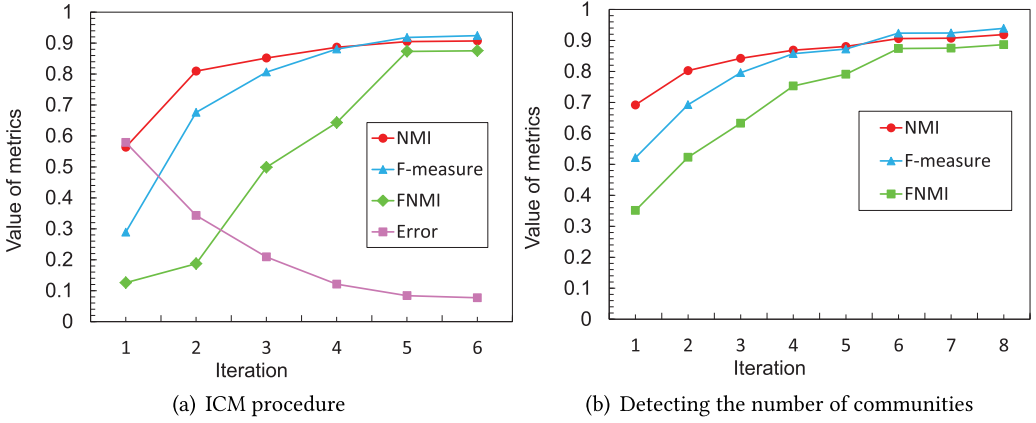 1
0.9
0.8
0.7
0.6
0.5
0.4
0.3
0.2
0.1
0
Value of metrics
1 2 3 4 5 6
Iteration
NMI
F-measure
FNMI
Error
(a) ICM procedure
1
0.9
0.8
0.7
0.6
0.5
0.4
0.3
0.2
0.1
0
Value of metrics
1 2 3 4 5 6 7 8
Iteration
NMI
F-measure
FNMI
(b) Detecting the number of communities